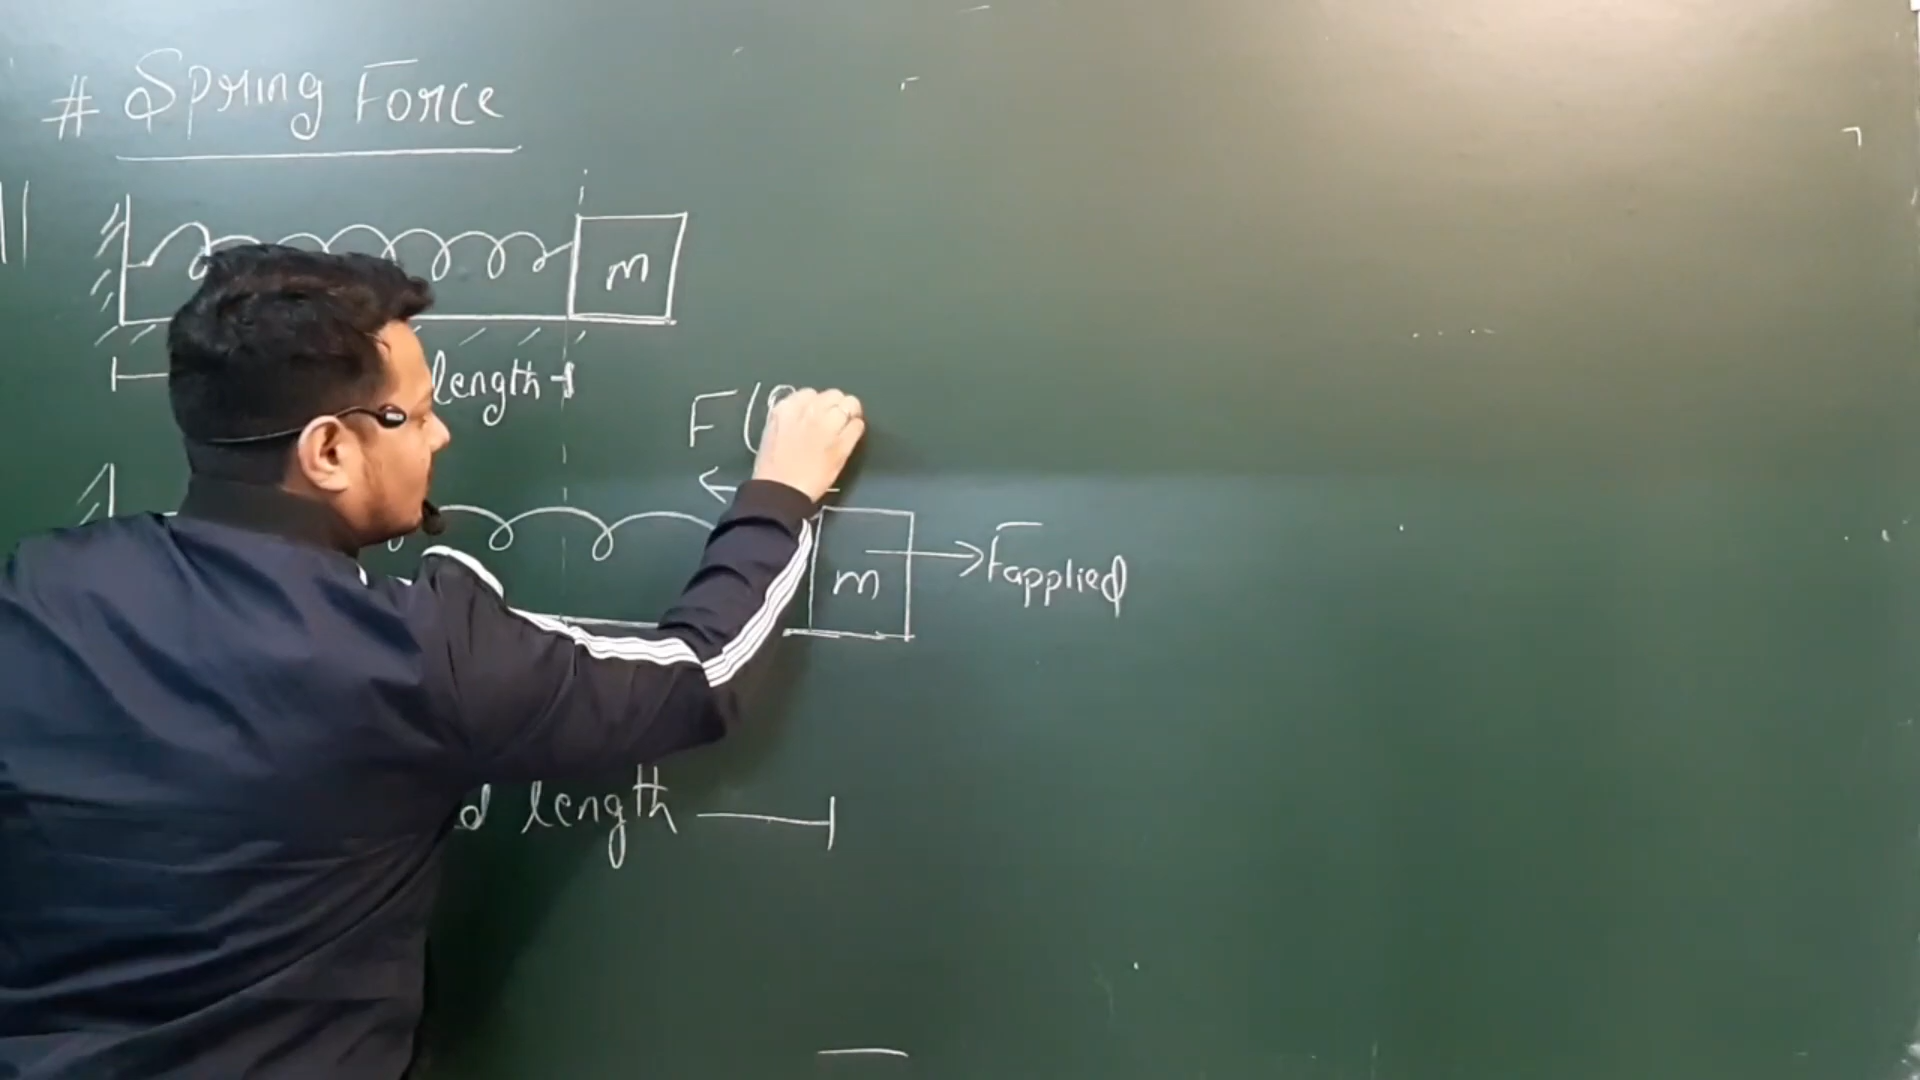 # Spring Force
m
length
F (
m
Fapplied
length